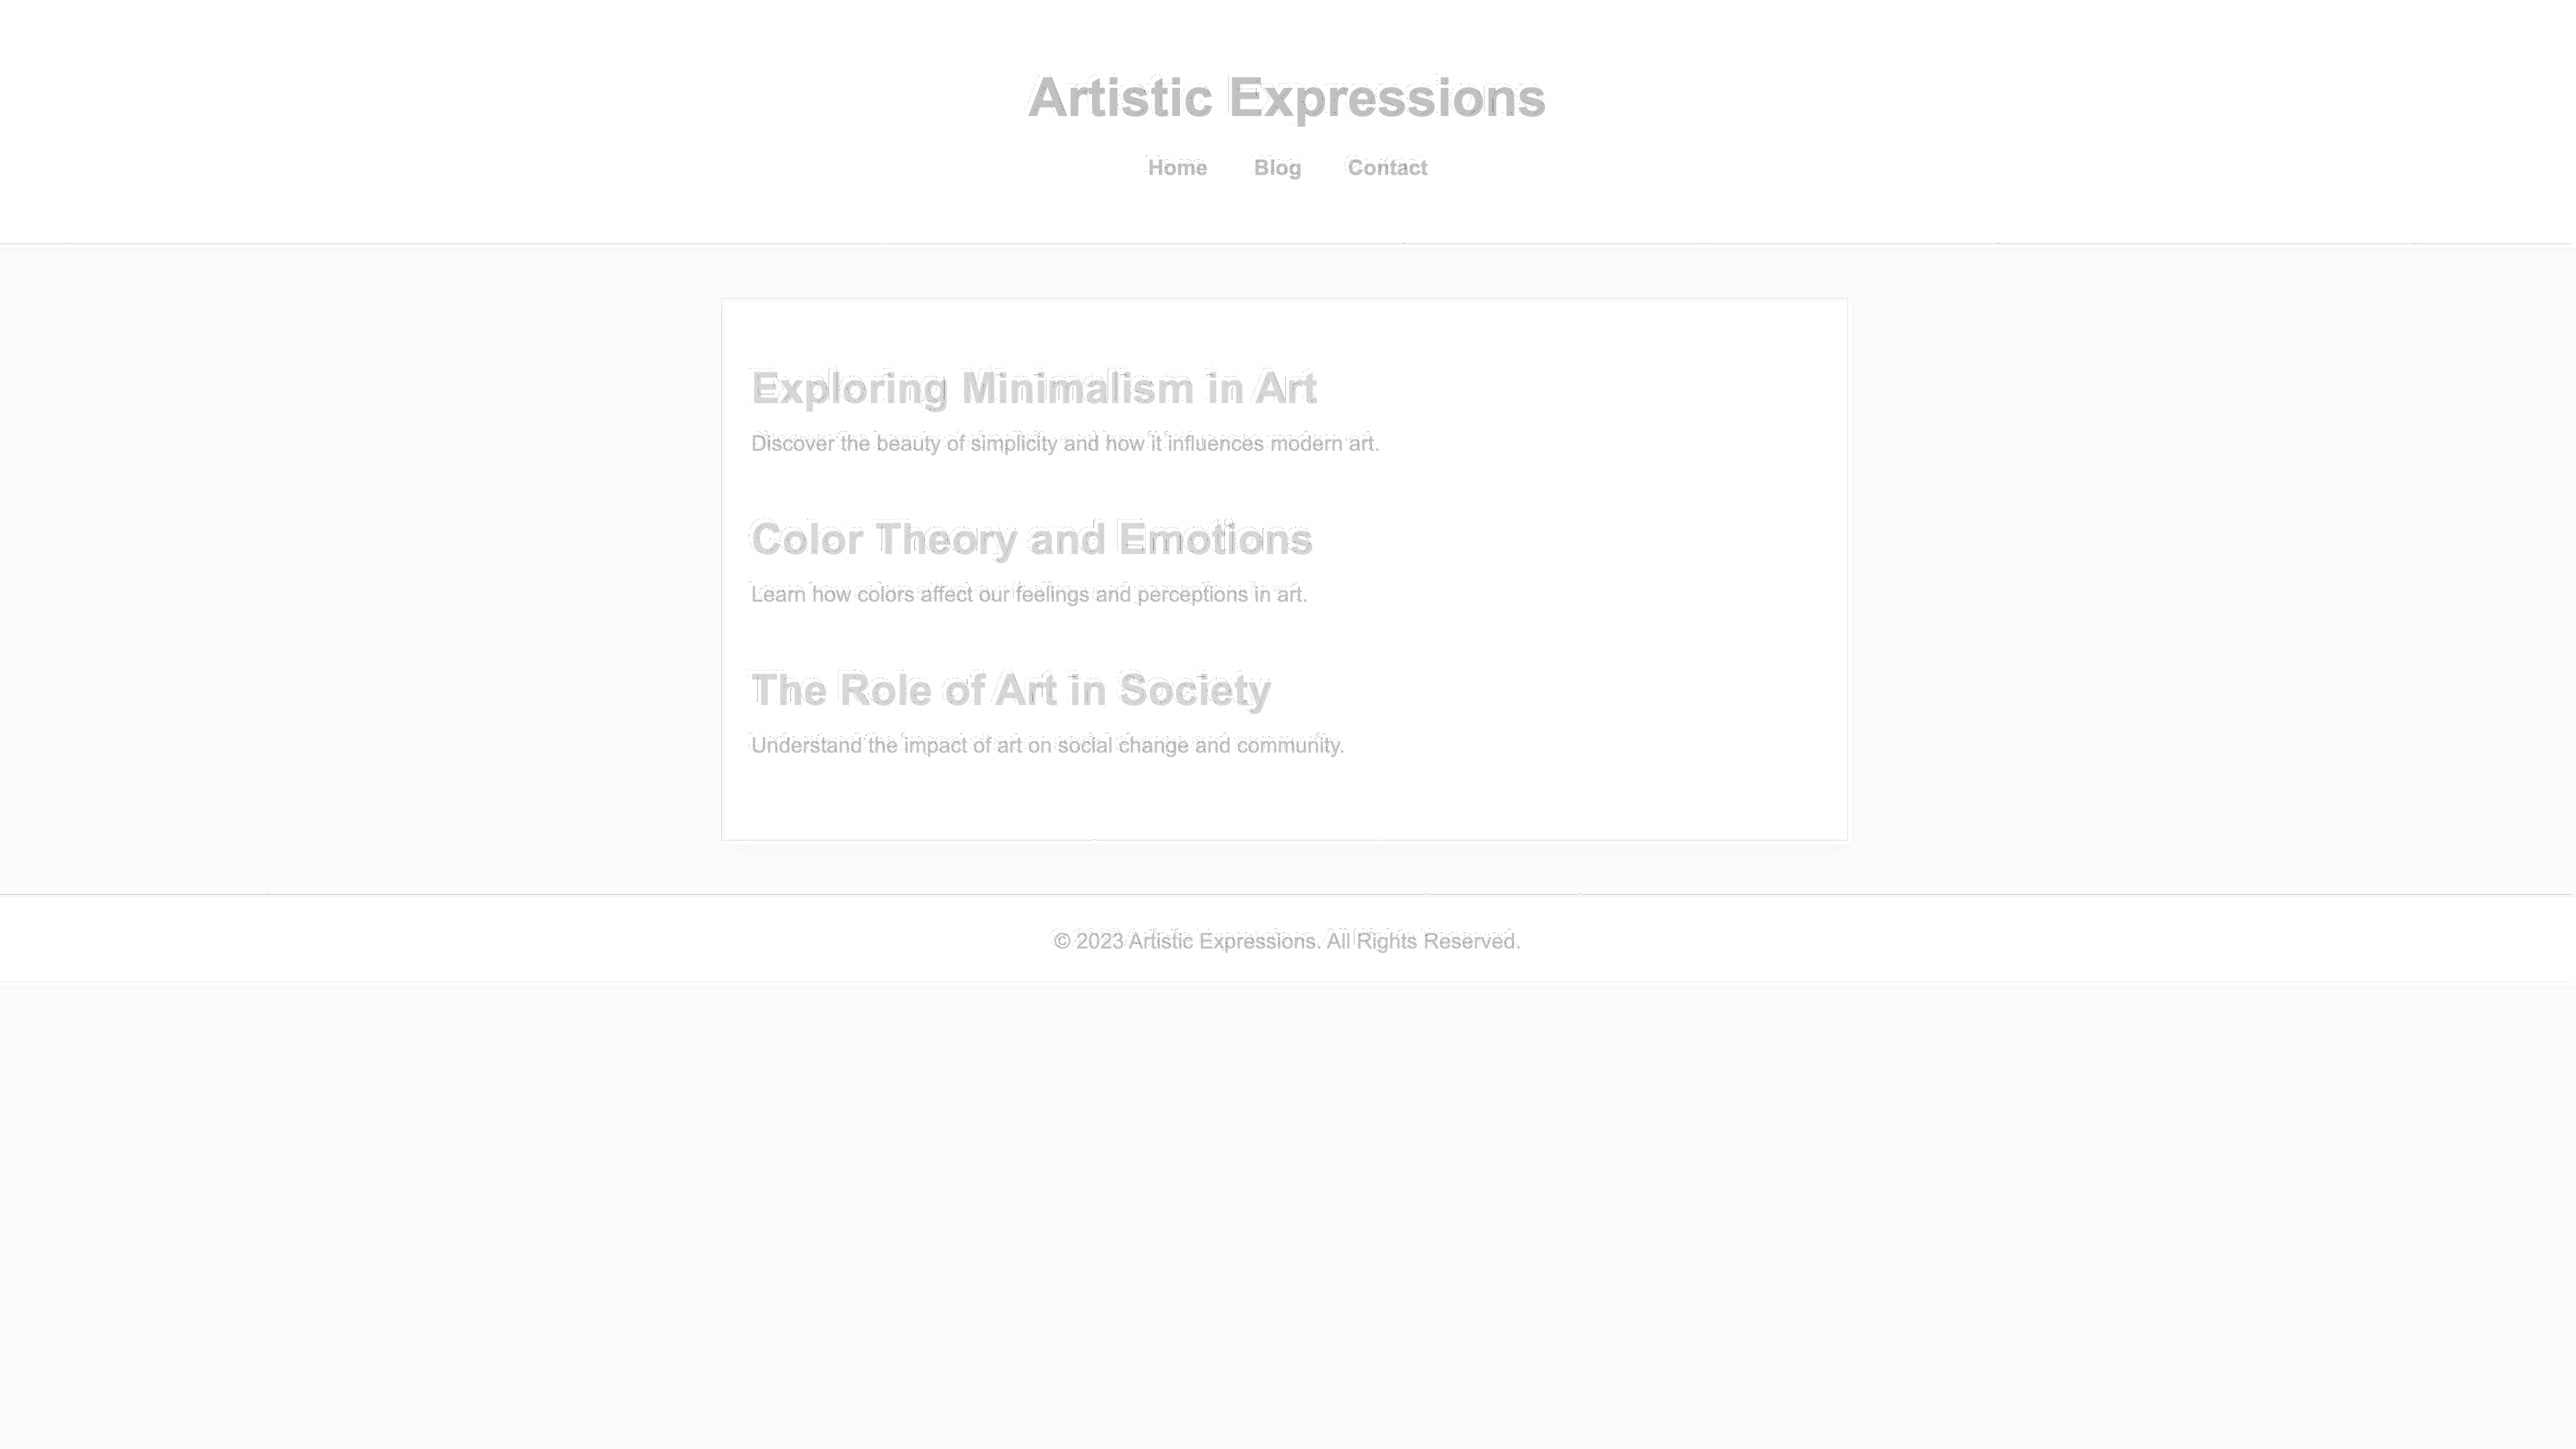 Artistic Expressions
Home Blog Contact
Exploring Minimalism in Art
Discover the beauty of simplicity and how it influences modern art.
Color Theory and Emotions
Learn how colors affect our feelings and perceptions in art.
The Role of Art in Society
Understand the impact of art on social change and community.
© 2023 Artistic Expressions. All Rights Reserved.